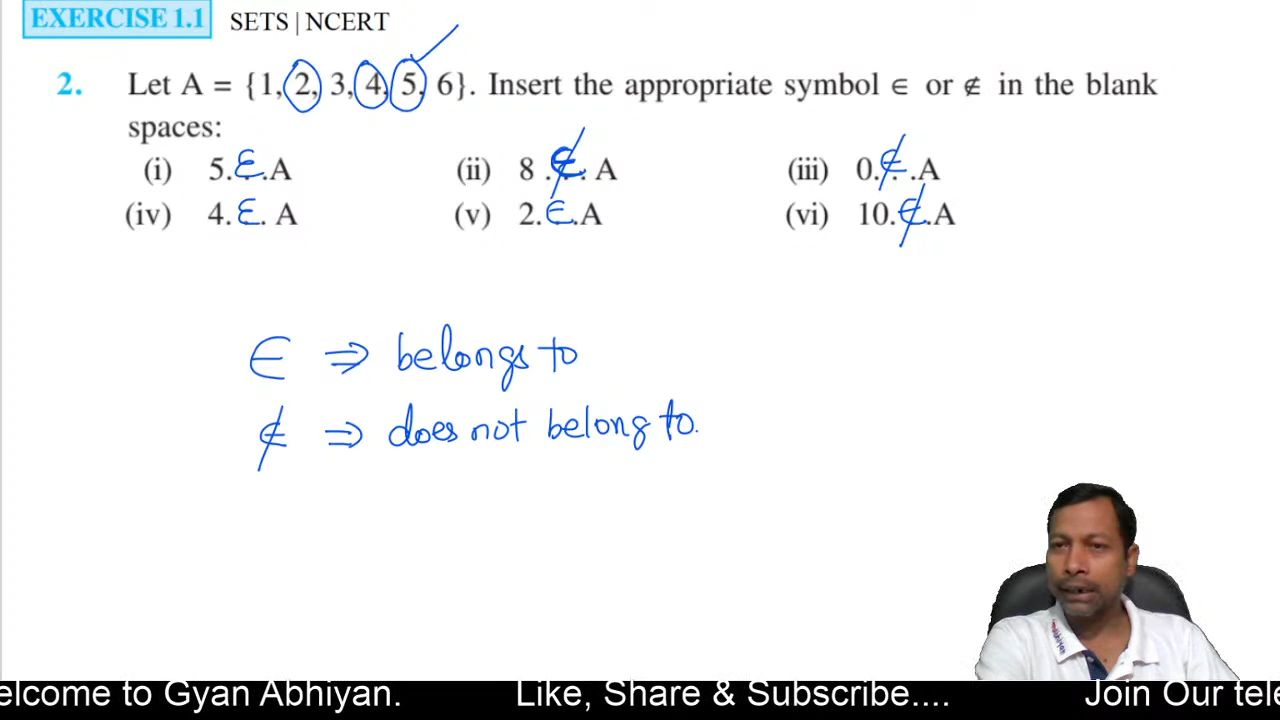 EXERCISE 1.1 SETS | NCERT
2. Let A = {1, 2, 3, 4, 5, 6}. Insert the appropriate symbol ∈ or ∉ in the blank
spaces:
(i) 5.∈.A (ii) 8 .∉. A (iii) 0.∉.A
(iv) 4.∈. A (v) 2.∈.A (vi) 10.∉.A
∈ ⇒ belongs to
∉ ⇒ does not belong to.
elcome to Gyan Abhiyan. Like, Share & Subscribe.... Join Our tele